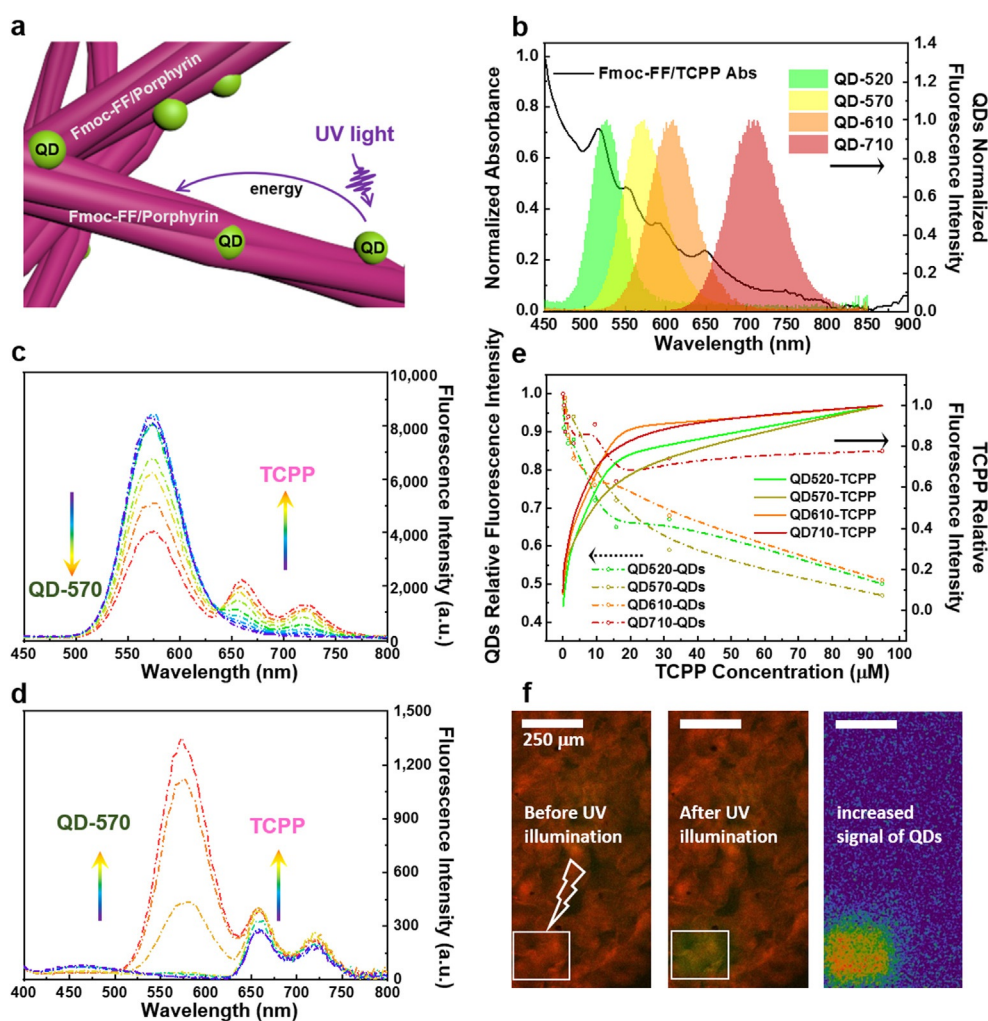 a
Fmoc-FF/Porphyrin
QD
UV light
energy
Fmoc-FF/Porphyrin
QD
QD
b
1.0
0.8
0.6
0.4
0.2
0.0
Normalized Absorbance
Fmoc-FF/TCPP Abs
QD-520
QD-570
QD-610
QD-710
1.4
1.2
1.0
0.8
0.6
0.4
0.2
0.0
QDs Normalized
Fluorescence Intensity
450 500 550 600 650 700 750 800 850 900
Wavelength (nm)
c
QD-570
TCPP
10,000
8,000
6,000
4,000
2,000
0
Fluorescence Intensity (a.u.)
450 500 550 600 650 700 750 800
Wavelength (nm)
d
QD-570
TCPP
1,500
1,200
900
600
300
0
Fluorescence Intensity (a.u.)
400 450 500 550 600 650 700 750 800
Wavelength (nm)
e
QDs Relative Fluorescence Intensity
1.0
0.9
0.8
0.7
0.6
0.5
0.4
QD520-TCPP
QD570-TCPP
QD610-TCPP
QD710-TCPP
QD520-QDs
QD570-QDs
QD610-QDs
QD710-QDs
1.0
0.8
0.6
0.4
0.2
0.0
TCPP Relative
Fluorescence Intensity
0 10 20 30 40 50 60 70 80 90 100
TCPP Concentration (μM)
f
250 μm
Before UV
illumination
After UV
illumination
increased
signal of QDs